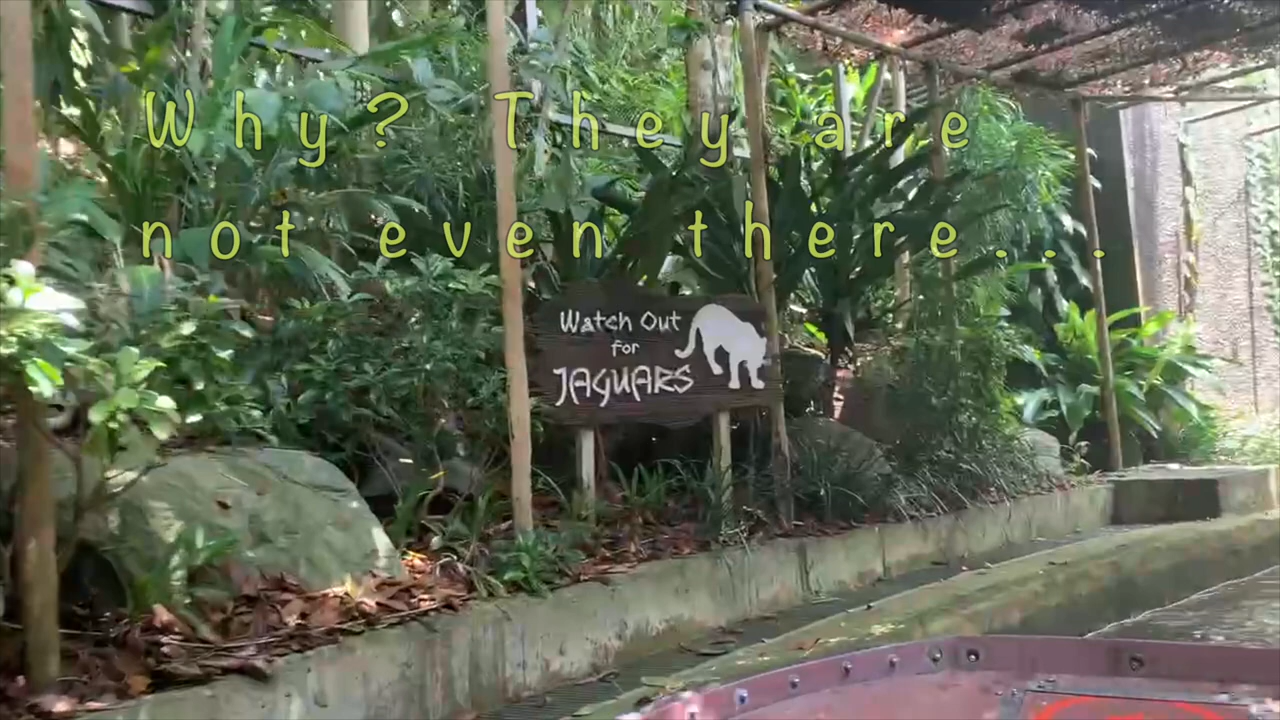 Why? They are
not even there...
Watch Out
for
JAGUARS